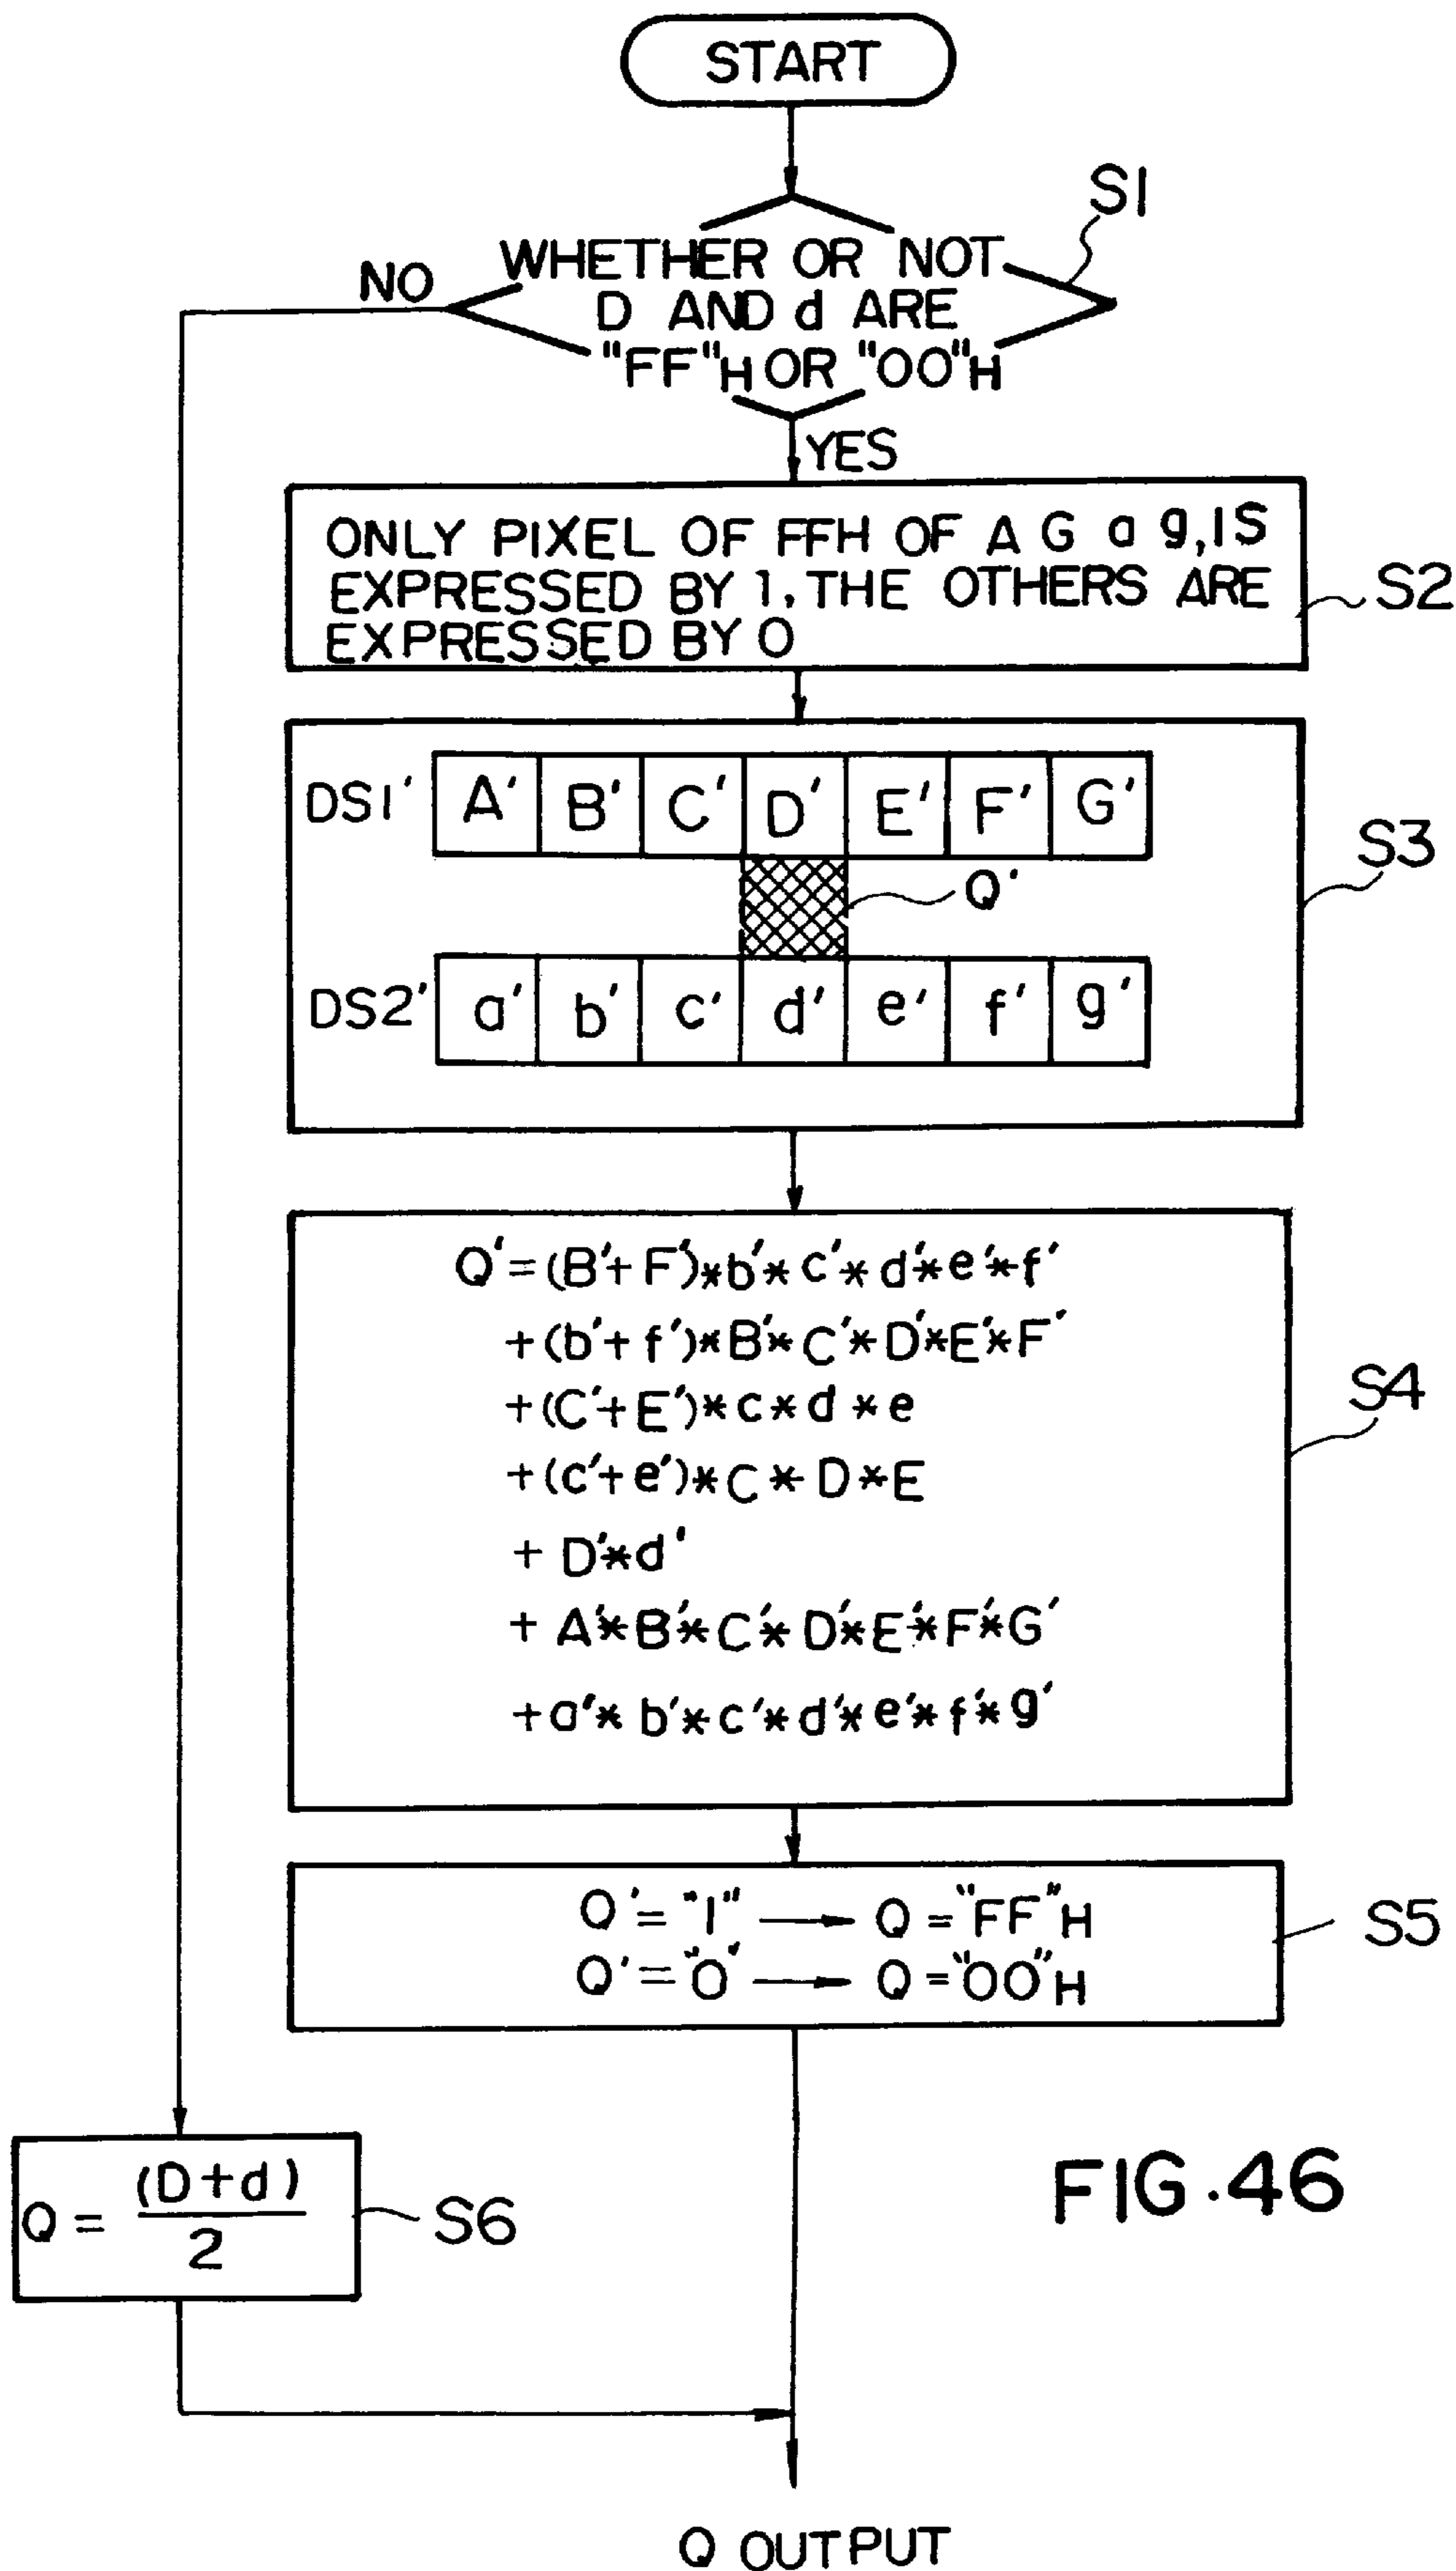 START
S1
WHETHER OR NOT
NO
D AND d ARE
"FF"H OR "00"H
YES
ONLY PIXEL OF FFH OF A G a g, IS
EXPRESSED BY 1, THE OTHERS ARE
EXPRESSED BY 0
S2
DS1' A' B' C' D' E' F' G'
S3
Q'
DS2' a' b' c' d' e' f' g'
Q'=(B'+F')*b'*c'*d'*e'*f'
+(b'+f')*B'*C'*D'*E'*F'
+(C'+E')*c*d*e
S4
+(c'+e')*C*D*E
+ D'*d'
+ A'*B'*C'*D'*E'*F'*G'
+a'*b'*c'*d'*e'*f'*g'
Q'="1" → Q="FF"H
S5
Q'="0" → Q="00"H
Q = (D+d)/2
S6
FIG.46
Q OUTPUT